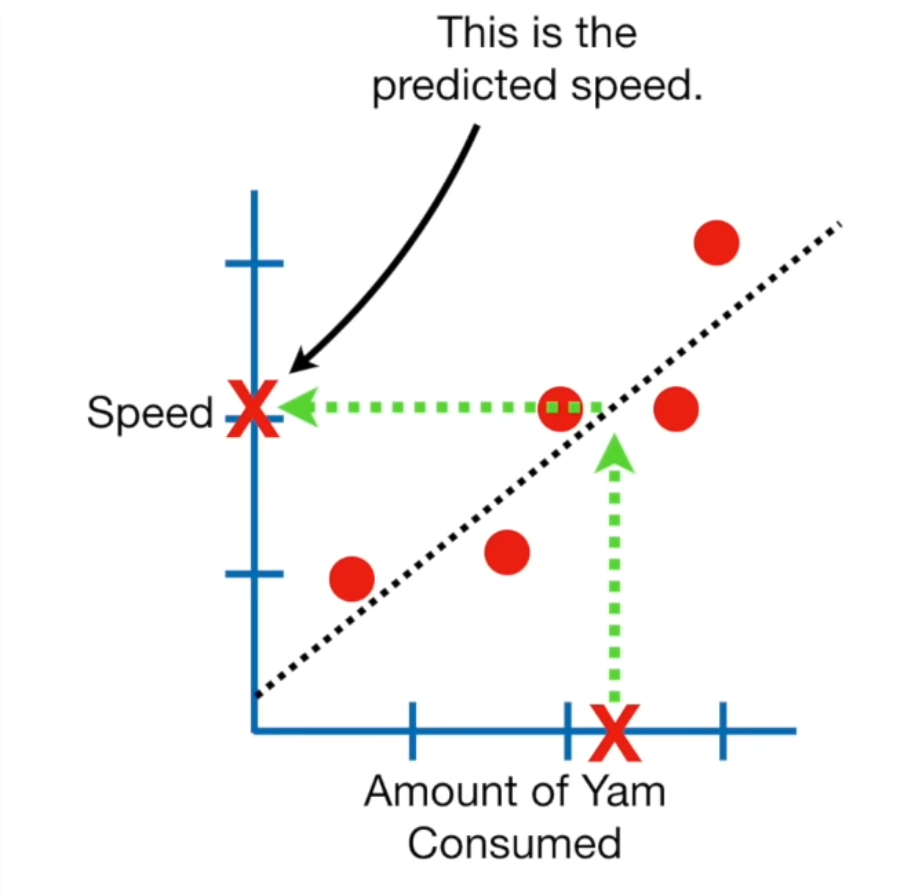 This is the
predicted speed.
Speed
X
X
Amount of Yam
Consumed